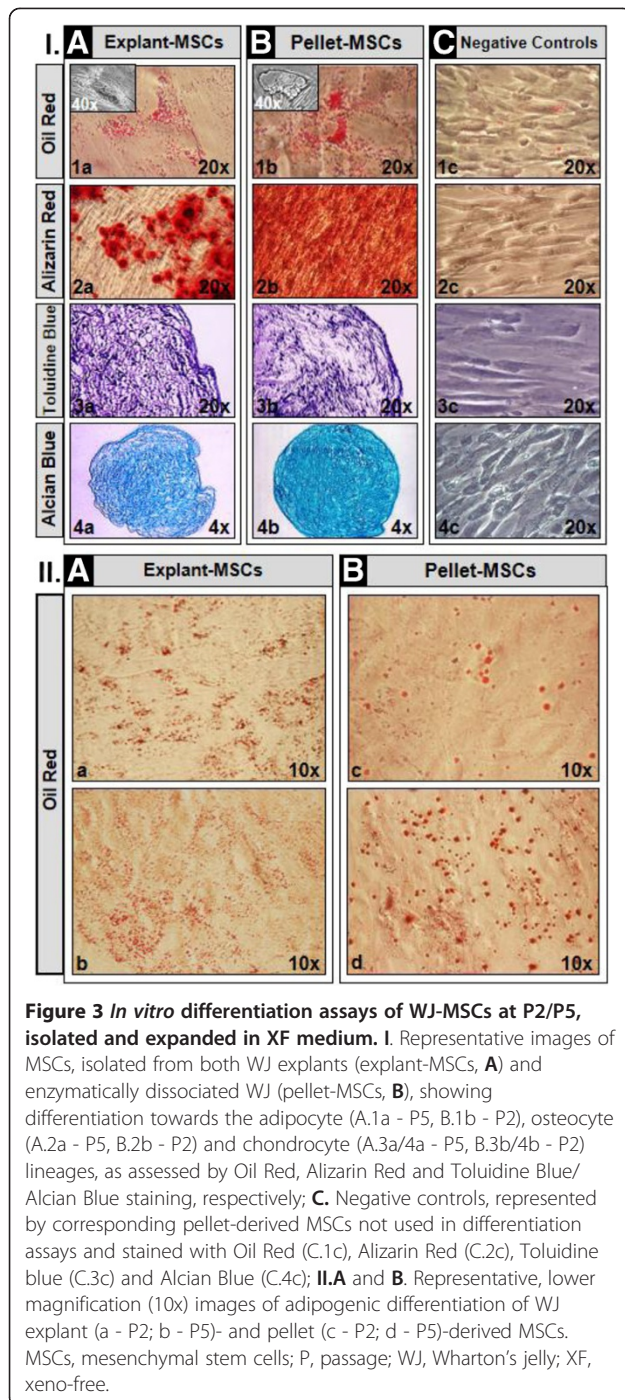 I. A Explant-MSCs B Pellet-MSCs C Negative Controls
Oil Red
40x 1a 20x
40x 1b 20x
1c 20x
Alizarin Red
2a 20x
2b 20x
2c 20x
Toluidine Blue
3a 20x
3b 20x
3c 20x
Alcian Blue
4a 4x
4b 4x
4c 20x
II. A Explant-MSCs B Pellet-MSCs
Oil Red
a 10x
c 10x
b 10x
d 10x
Figure 3 In vitro differentiation assays of WJ-MSCs at P2/P5,
isolated and expanded in XF medium. I. Representative images of
MSCs, isolated from both WJ explants (explant-MSCs, A) and
enzymatically dissociated WJ (pellet-MSCs, B), showing
differentiation towards the adipocyte (A.1a - P5, B.1b - P2), osteocyte
(A.2a - P5, B.2b - P2) and chondrocyte (A.3a/4a - P5, B.3b/4b - P2)
lineages, as assessed by Oil Red, Alizarin Red and Toluidine Blue/
Alcian Blue staining, respectively; C. Negative controls, represented
by corresponding pellet-derived MSCs not used in differentiation
assays and stained with Oil Red (C.1c), Alizarin Red (C.2c), Toluidine
blue (C.3c) and Alcian Blue (C.4c); II.A and B. Representative, lower
magnification (10x) images of adipogenic differentiation of WJ
explant (a - P2; b - P5)- and pellet (c - P2; d - P5)-derived MSCs.
MSCs, mesenchymal stem cells; P, passage; WJ, Wharton's jelly; XF,
xeno-free.